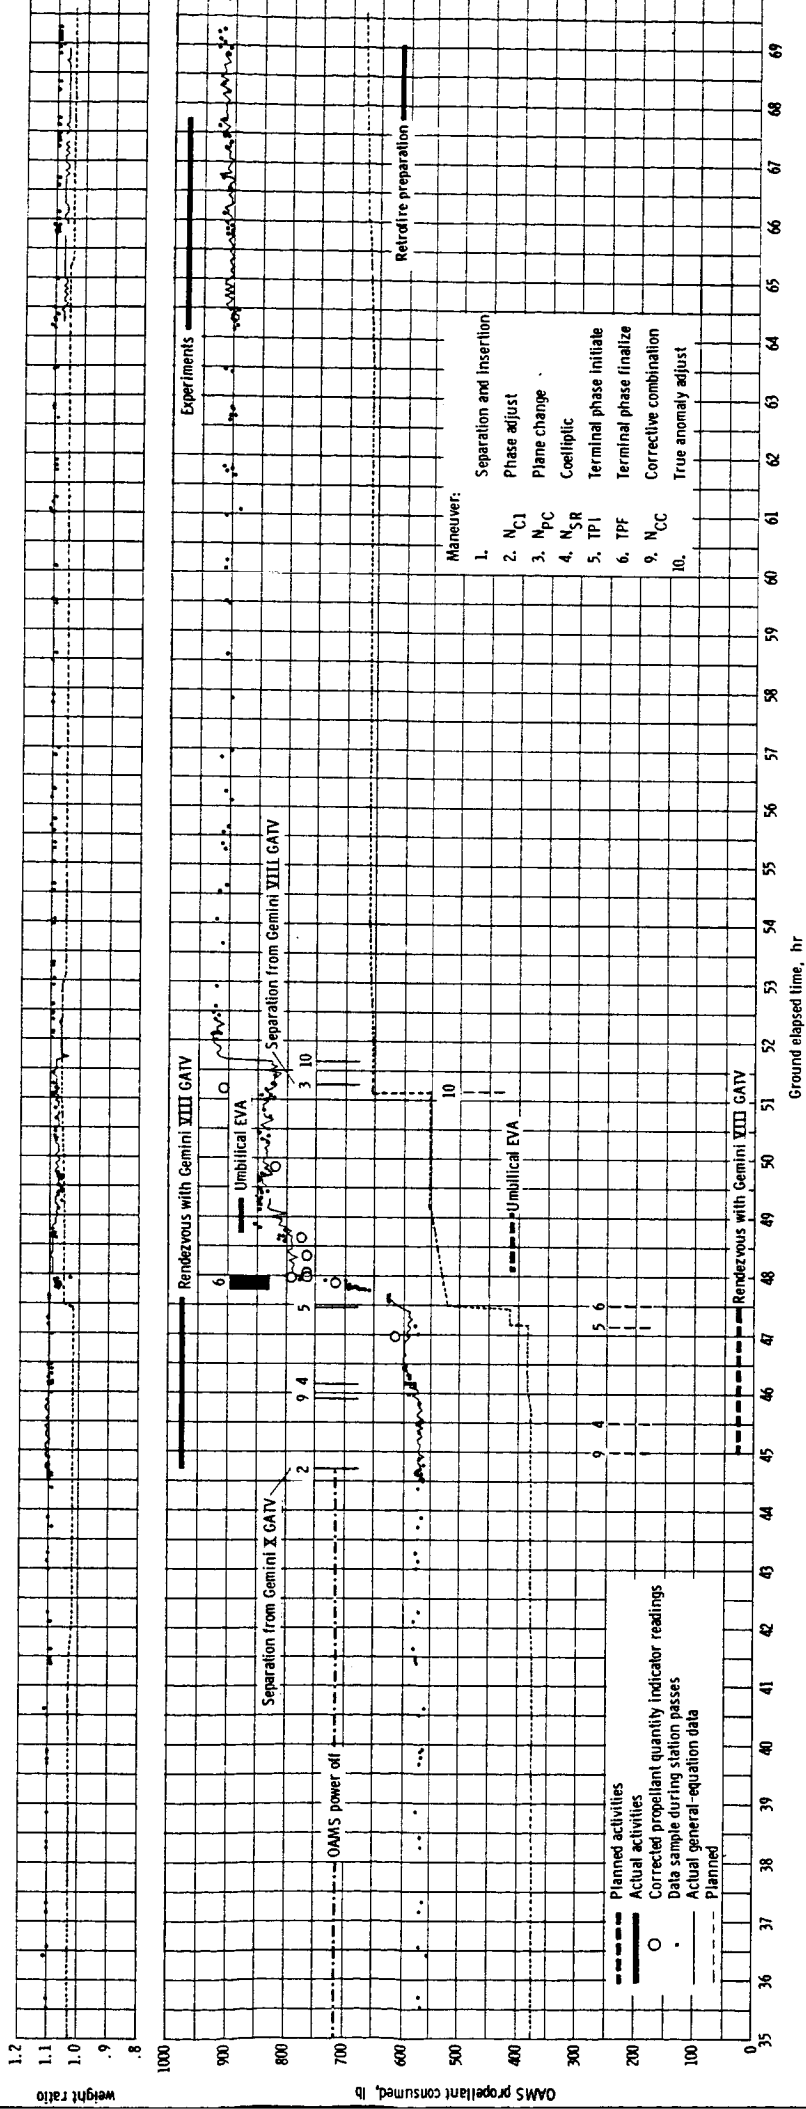 weight ratio
1.2
1.1
1.0
.9
.8
OAMS propellant consumed, lb
1000
900
800
700
600
500
400
300
200
100
0
Rendezvous with Gemini VIII GATV
Experiments
6
Umbilical EVA
Separation from Gemini X GATV
Separation from Gemini VIII GATV
2
9
4
5
3
10
OAMS power off
Retrofire preparation
10
Umbilical EVA
9
4
5
6
Rendezvous with Gemini VIII GATV
Planned activities
Actual activities
Corrected propellant quantity indicator readings
Data sample during station passes
Actual general-equation data
Planned
Maneuver:
1. Separation and insertion
2. NC1 Phase adjust
3. NPC Plane change
4. NSR Coelliptic
5. TPI Terminal phase initiate
6. TPF Terminal phase finalize
9. NCC Corrective combination
10. True anomaly adjust
35 36 37 38 39 40 41 42 43 44 45 46 47 48 49 50 51 52 53 54 55 56 57 58 59 60 61 62 63 64 65 66 67 68 69
Ground elapsed time, hr